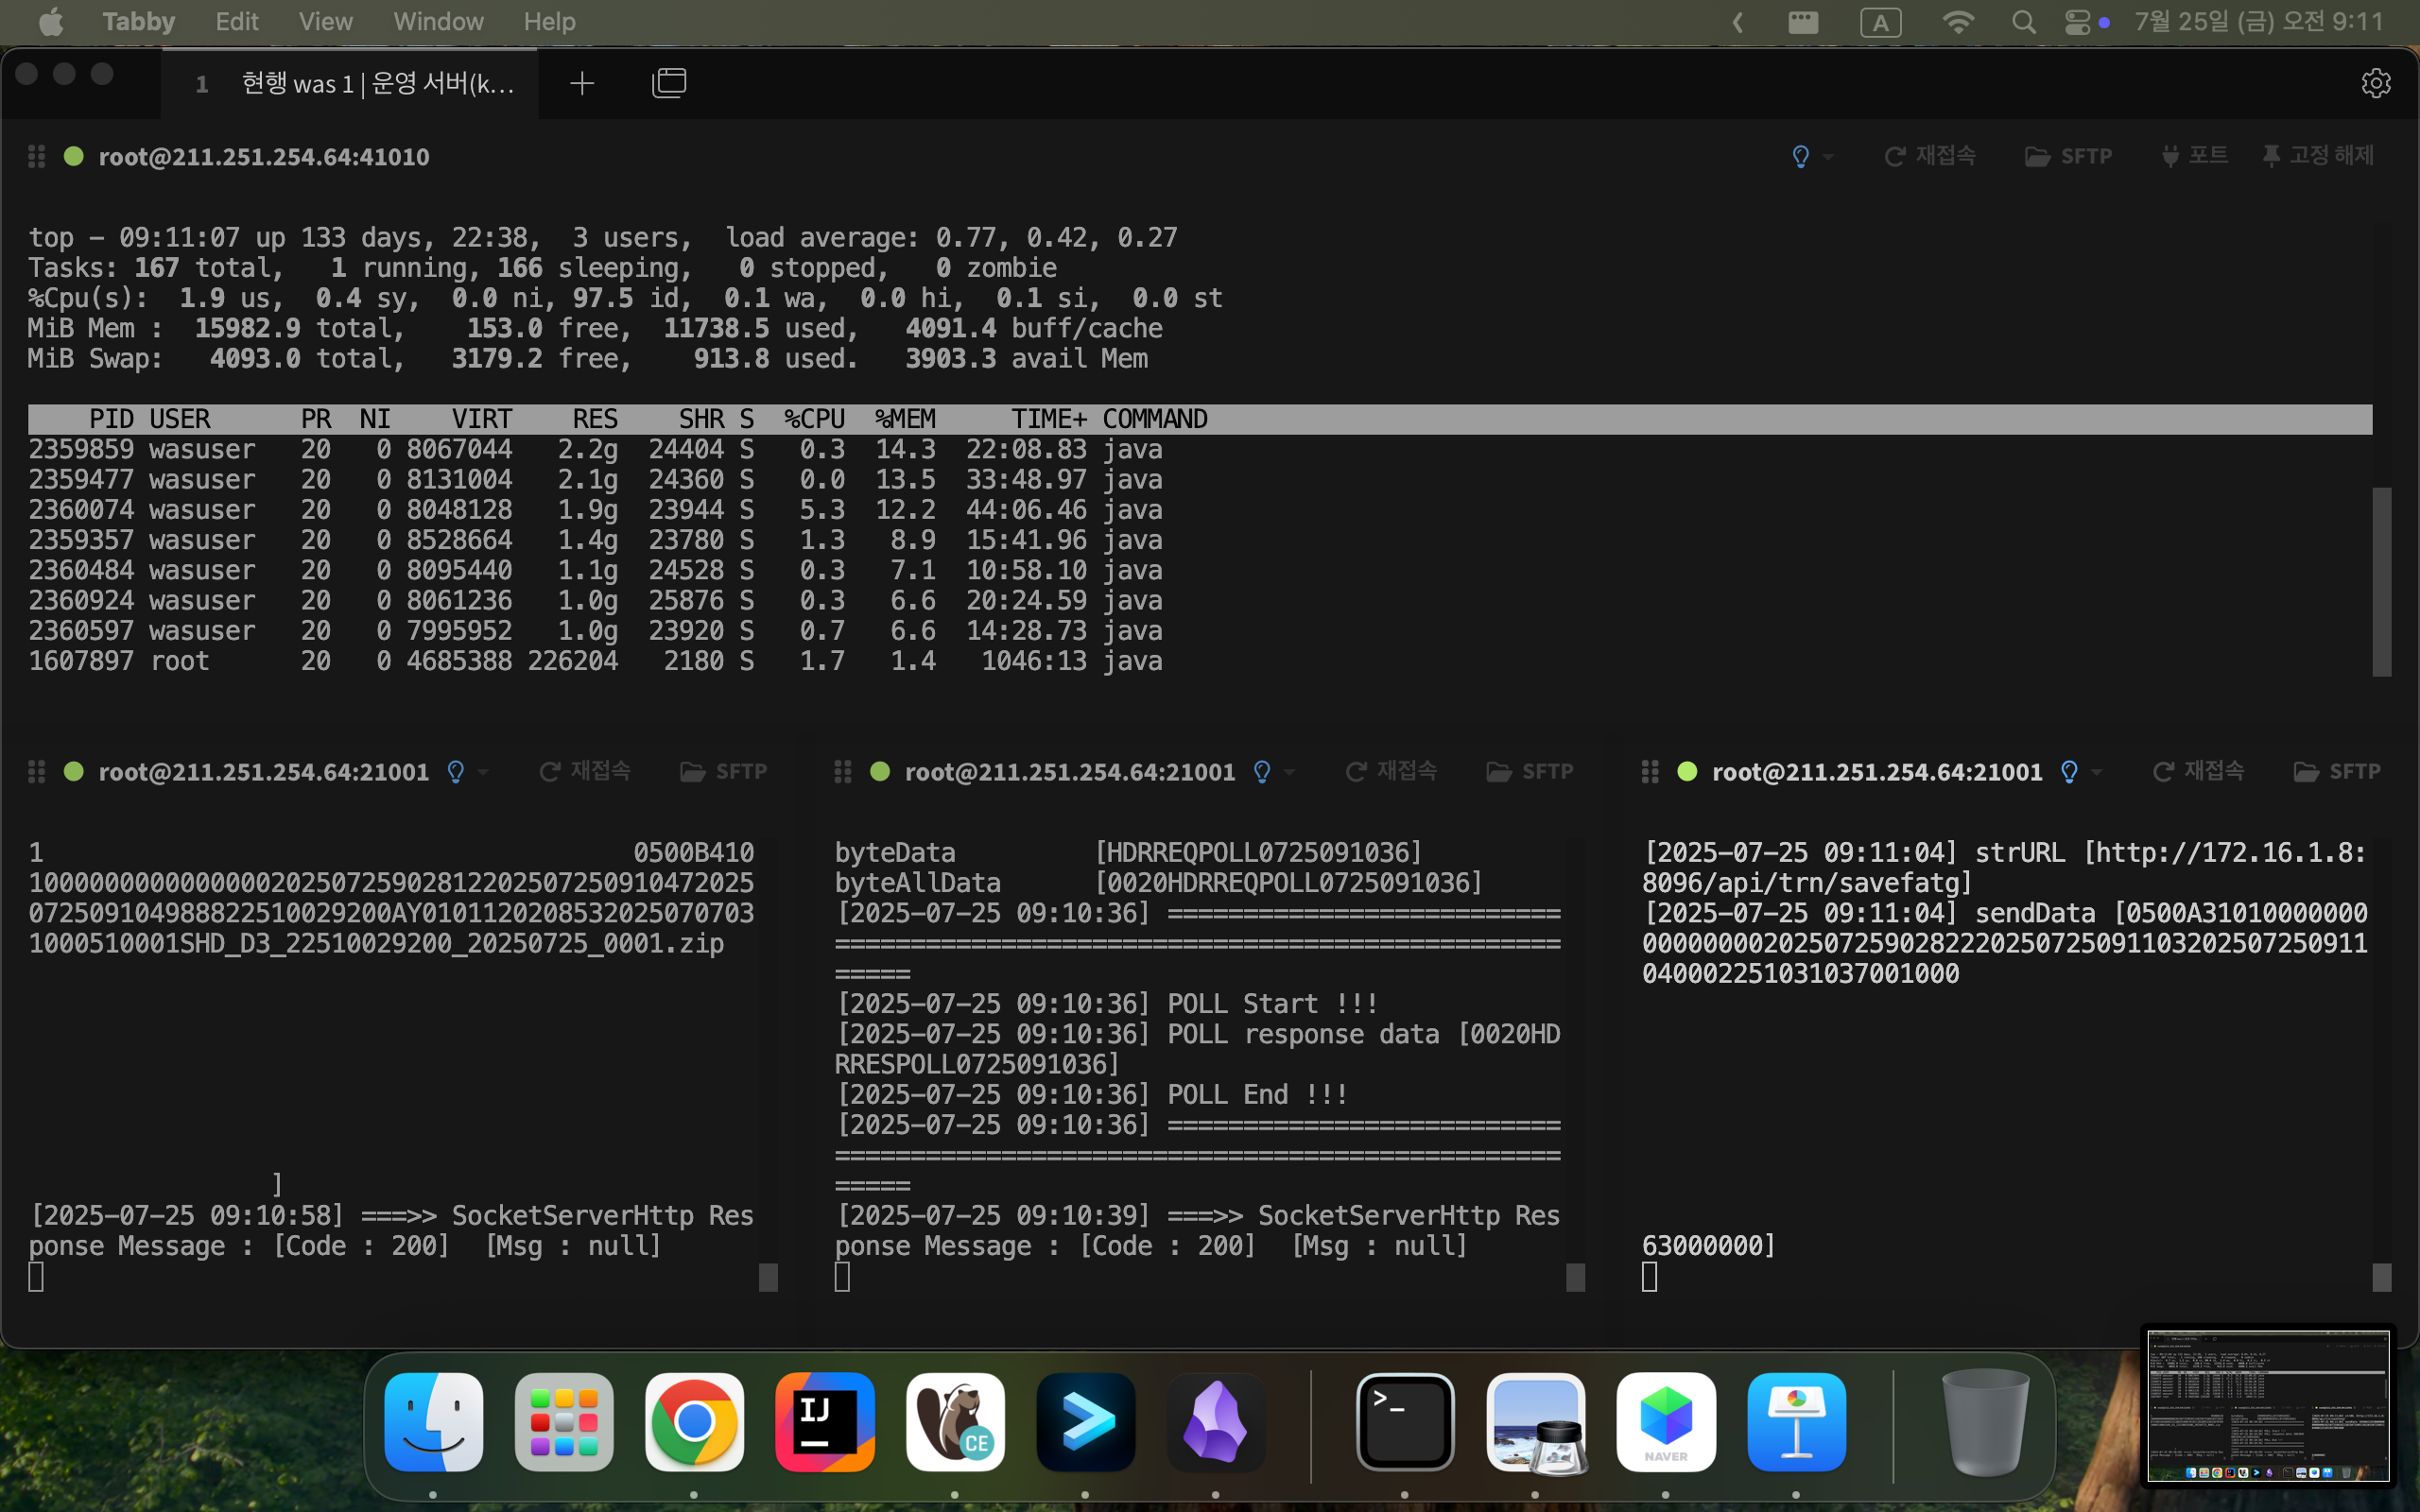 Tabby Edit View Window Help A 7월 25일 (금) 오전 9:11
1 현행 was 1 | 운영 서버(k...
root@211.251.254.64:41010 재접속 SFTP 포트 고정 해제
top - 09:11:07 up 133 days, 22:38, 3 users, load average: 0.77, 0.42, 0.27
Tasks: 167 total, 1 running, 166 sleeping, 0 stopped, 0 zombie
%Cpu(s): 1.9 us, 0.4 sy, 0.0 ni, 97.5 id, 0.1 wa, 0.0 hi, 0.1 si, 0.0 st
MiB Mem : 15982.9 total, 153.0 free, 11738.5 used, 4091.4 buff/cache
MiB Swap: 4093.0 total, 3179.2 free, 913.8 used. 3903.3 avail Mem
PID USER PR NI VIRT RES SHR S %CPU %MEM TIME+ COMMAND
2359859 wasuser 20 0 8067044 2.2g 24404 S 0.3 14.3 22:08.83 java
2359477 wasuser 20 0 8131004 2.1g 24360 S 0.0 13.5 33:48.97 java
2360074 wasuser 20 0 8048128 1.9g 23944 S 5.3 12.2 44:06.46 java
2359357 wasuser 20 0 8528664 1.4g 23780 S 1.3 8.9 15:41.96 java
2360484 wasuser 20 0 8095440 1.1g 24528 S 0.3 7.1 10:58.10 java
2360924 wasuser 20 0 8061236 1.0g 25876 S 0.3 6.6 20:24.59 java
2360597 wasuser 20 0 7995952 1.0g 23920 S 0.7 6.6 14:28.73 java
1607897 root 20 0 4685388 226204 2180 S 1.7 1.4 1046:13 java
root@211.251.254.64:21001 재접속 SFTP
1 0500B410
100000000000000002025072590281220250725091047​2025
07250910498882251002920​0AY010112020853202507070​3
1000510001SHD_D3_22510029200_20250725_0001.zip
]
[2025-07-25 09:10:58] ===>> SocketServerHttp Res
ponse Message : [Code : 200] [Msg : null]
root@211.251.254.64:21001 재접속 SFTP
byteData [HDRREQPOLL0725091036]
byteAllData [0020HDRREQPOLL0725091036]
[2025-07-25 09:10:36] ==========================
================================================
=====
[2025-07-25 09:10:36] POLL Start !!!
[2025-07-25 09:10:36] POLL response data [0020HD
RRESPOLL0725091036]
[2025-07-25 09:10:36] POLL End !!!
[2025-07-25 09:10:36] ==========================
================================================
=====
[2025-07-25 09:10:39] ===>> SocketServerHttp Res
ponse Message : [Code : 200] [Msg : null]
root@211.251.254.64:21001 재접속 SFTP
[2025-07-25 09:11:04] strURL [http://172.16.1.8:
8096/api/trn/savefatg]
[2025-07-25 09:11:04] sendData [0500A31010000000
000000000202507259028222025072509110320250725​0911
040002251031037001000
63000000]
IJ
CE
>_
NAVER